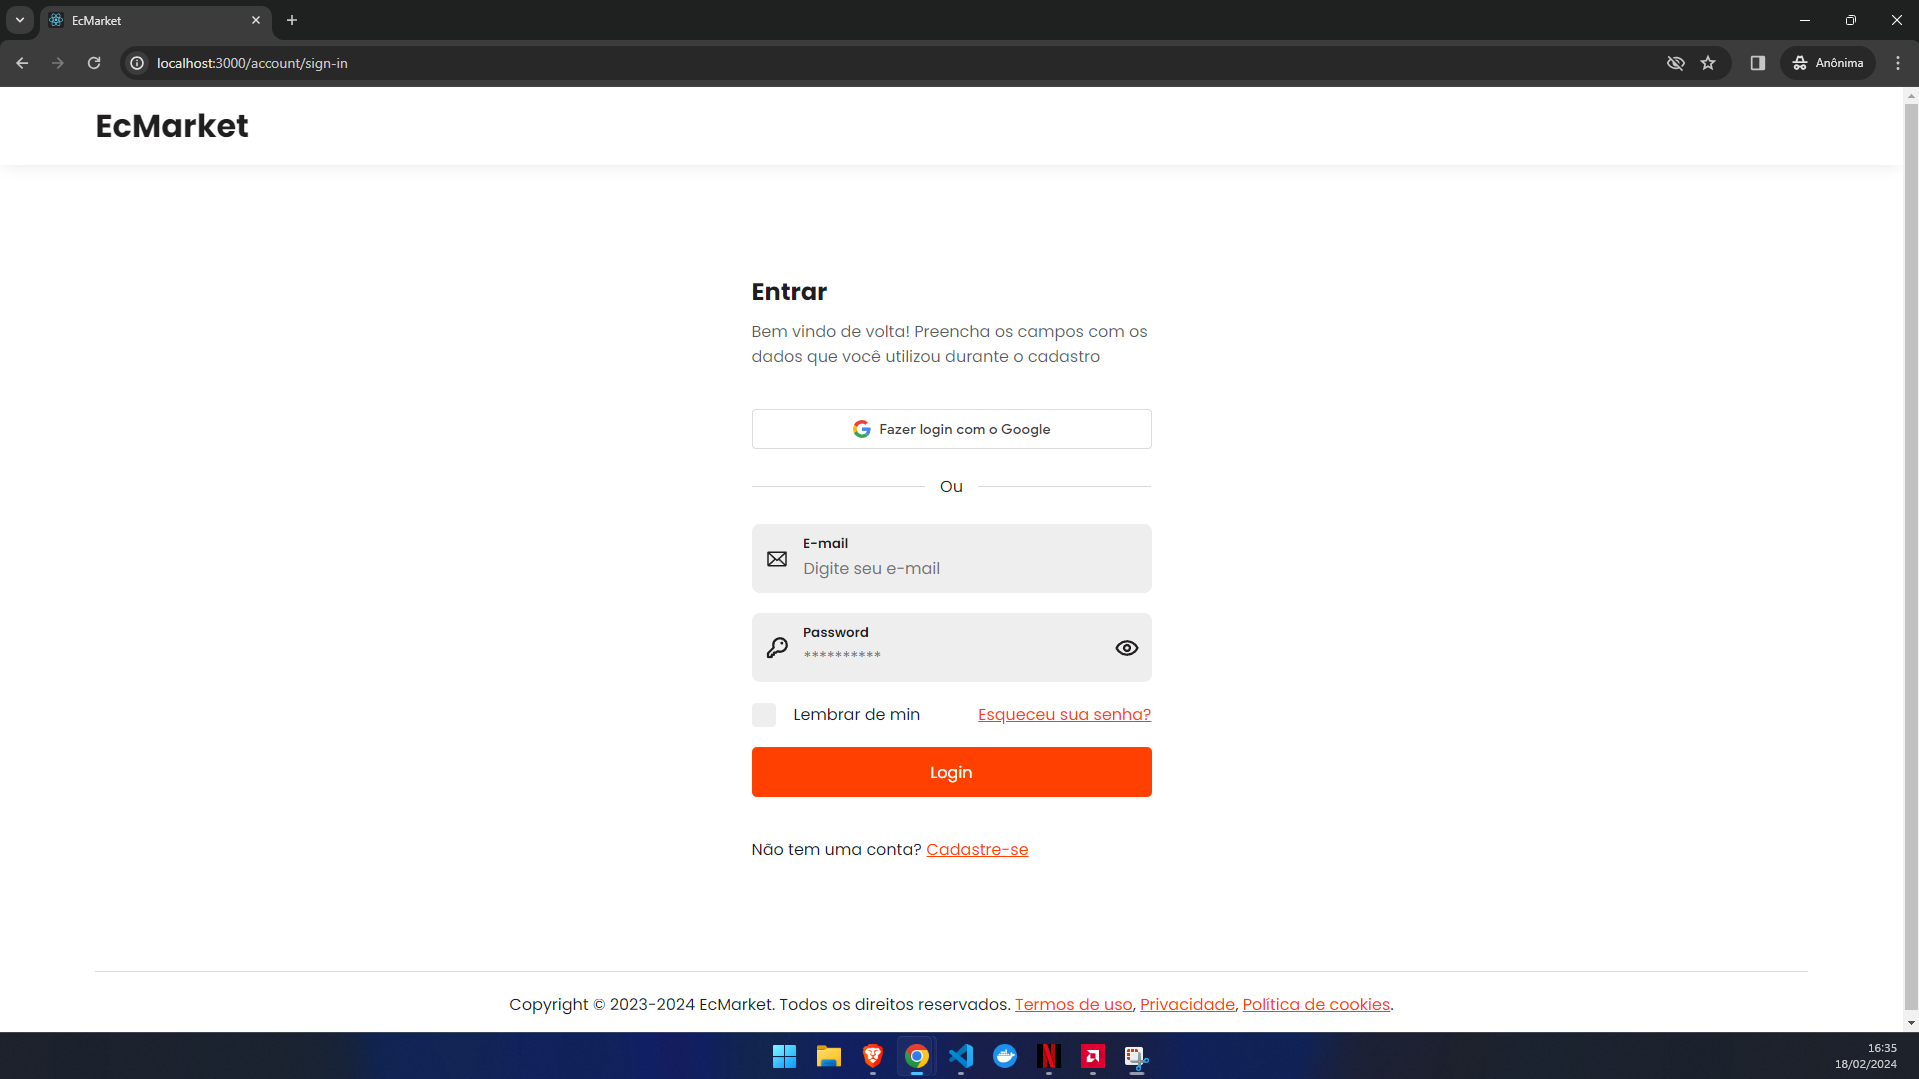 EcMarket
localhost:3000/account/sign-in
Anônima
EcMarket
Entrar
Bem vindo de volta! Preencha os campos com os
dados que você utilizou durante o cadastro
Fazer login com o Google
Ou
E-mail
Digite seu e-mail
Password
**********
Lembrar de min
Esqueceu sua senha?
Login
Não tem uma conta? Cadastre-se
Copyright © 2023-2024 EcMarket. Todos os direitos reservados. Termos de uso, Privacidade, Política de cookies.
16:35
18/02/2024